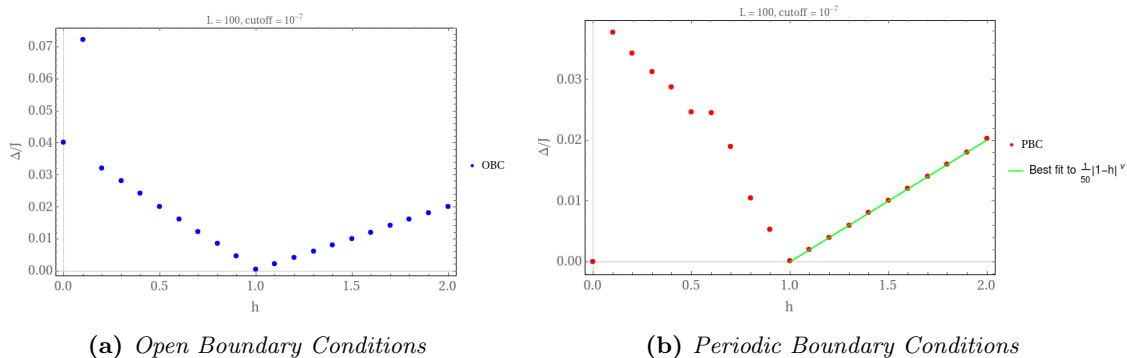 L = 100, cutoff = 10⁻⁷
Δ/J
0.07
0.06
0.05
0.04
0.03
0.02
0.01
0.00
0.0 0.5 1.0 1.5 2.0
h
OBC
(a) Open Boundary Conditions
L = 100, cutoff = 10⁻⁷
Δ/J
0.03
0.02
0.01
0.00
0.0 0.5 1.0 1.5 2.0
h
PBC
Best fit to 1/50 |1-h|^ν
(b) Periodic Boundary Conditions